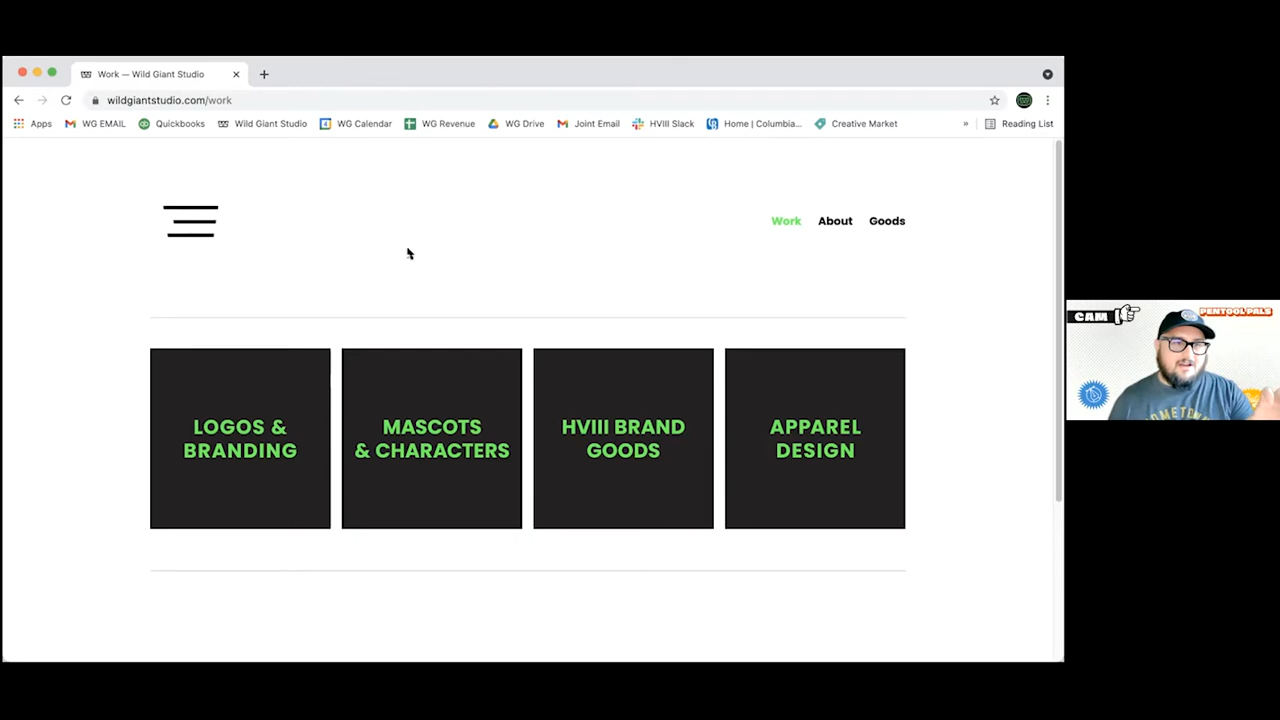 Work — Wild Giant Studio
wildgiantstudio.com/work
Apps WG EMAIL Quickbooks Wild Giant Studio WG Calendar WG Revenue WG Drive Joint Email HVIII Slack Home | Columbia... Creative Market » Reading List
Work About Goods
CAM
PENTOOL PALS
LOGOS &
BRANDING
MASCOTS
& CHARACTERS
HVIII BRAND
GOODS
APPAREL
DESIGN